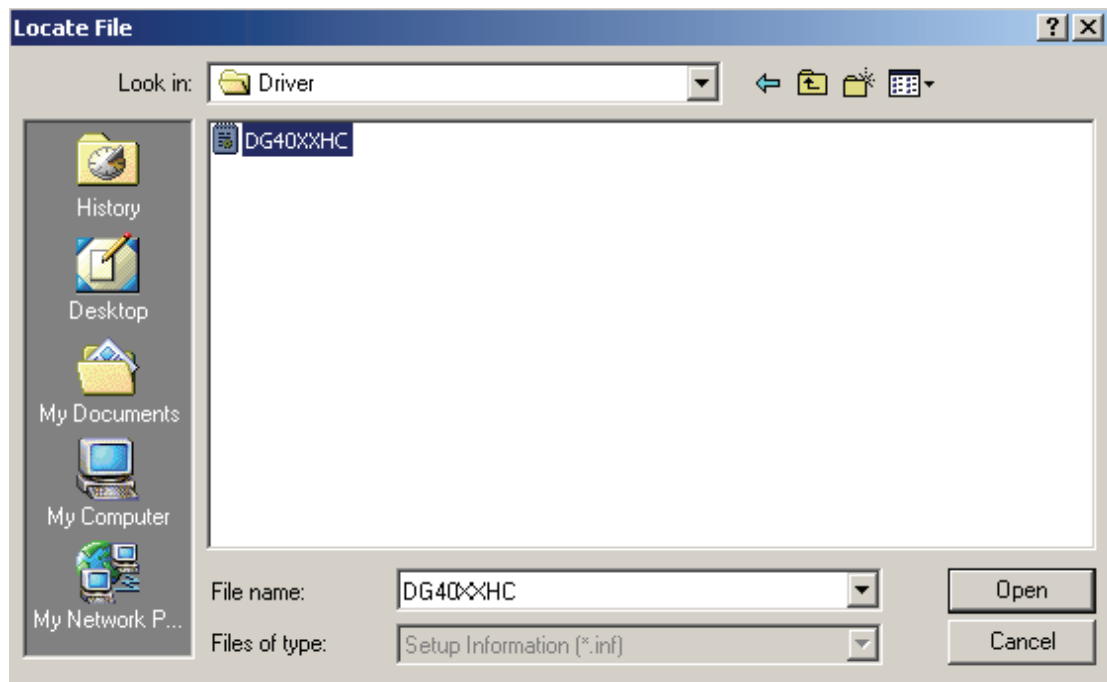 Locate File
Look in:
Driver
DG40XXHC
History
Desktop
My Documents
My Computer
My Network P...
File name:
DG40XXHC
Open
Files of type:
Setup Information (*.inf)
Cancel